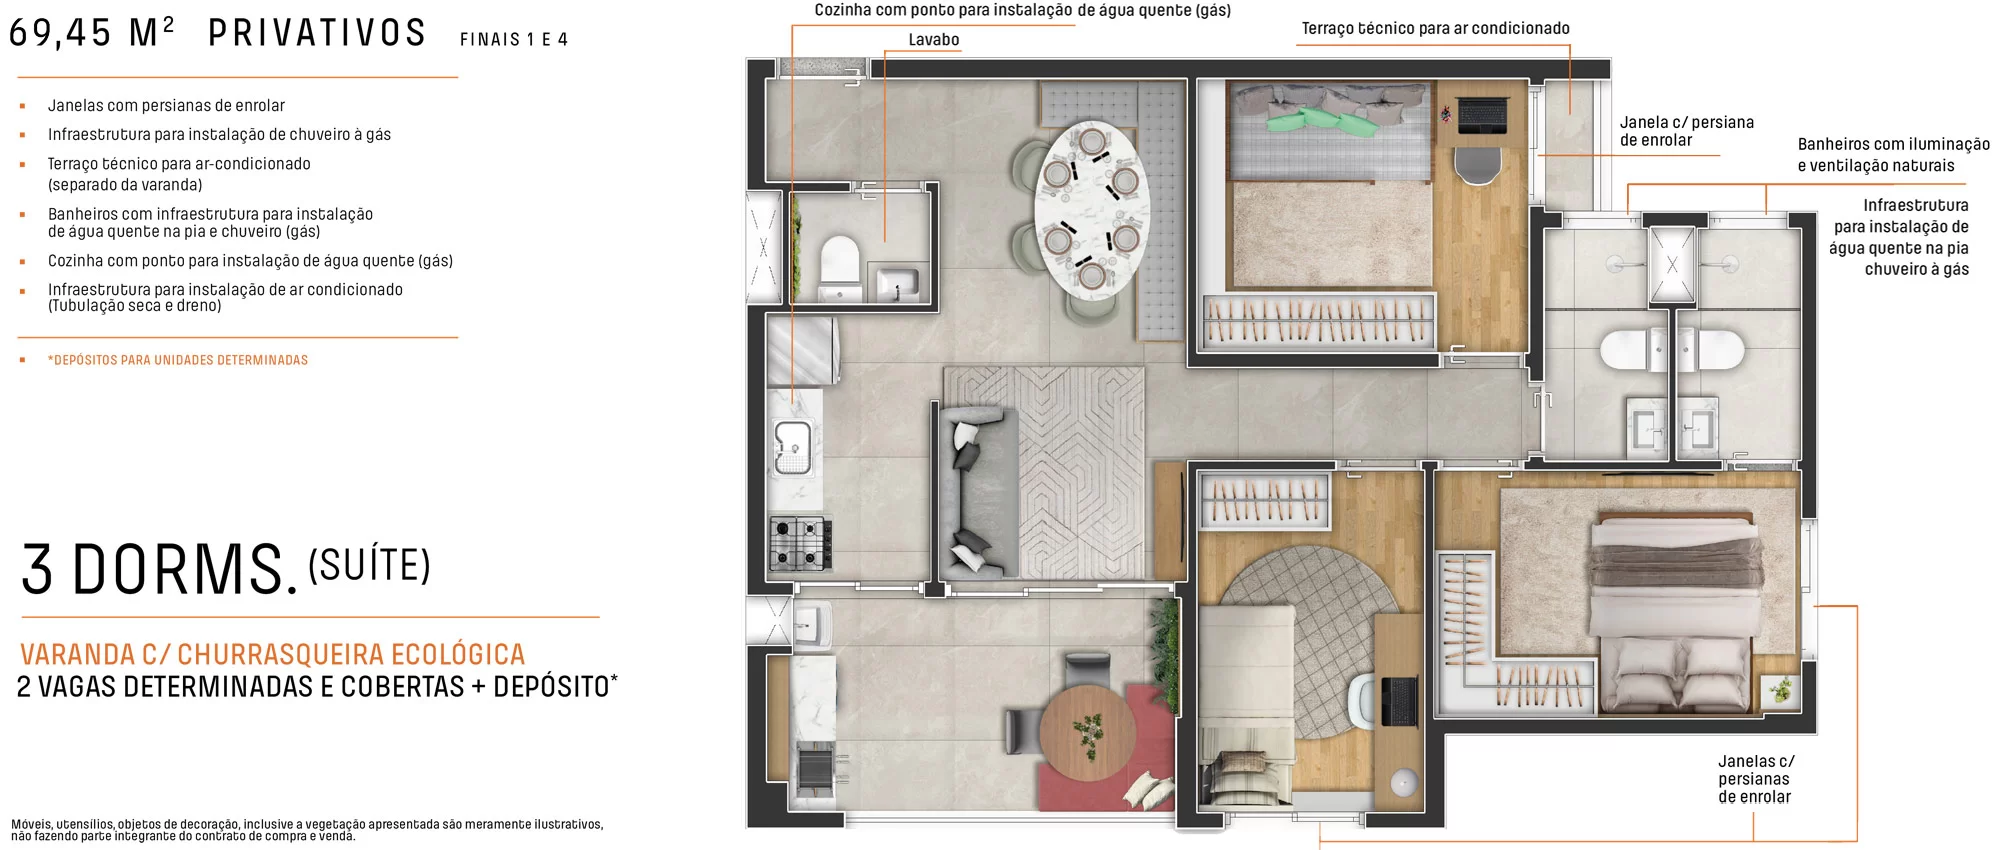 69,45 M² PRIVATIVOS FINAIS 1 E 4
Janelas com persianas de enrolar
Infraestrutura para instalação de chuveiro à gás
Terraço técnico para ar-condicionado
(separado da varanda)
Banheiros com infraestrutura para instalação
de água quente na pia e chuveiro (gás)
Cozinha com ponto para instalação de água quente (gás)
Infraestrutura para instalação de ar condicionado
(Tubulação seca e dreno)
*DEPÓSITOS PARA UNIDADES DETERMINADAS
3 DORMS. (SUÍTE)
VARANDA C/ CHURRASQUEIRA ECOLÓGICA
2 VAGAS DETERMINADAS E COBERTAS + DEPÓSITO*
Móveis, utensílios, objetos de decoração, inclusive a vegetação apresentada são meramente ilustrativos,
não fazendo parte integrante do contrato de compra e venda.
Cozinha com ponto para instalação de água quente (gás)
Lavabo
Terraço técnico para ar condicionado
Janela c/ persiana
de enrolar
Banheiros com iluminação
e ventilação naturais
Infraestrutura
para instalação de
água quente na pia
chuveiro à gás
Janelas c/
persianas
de enrolar